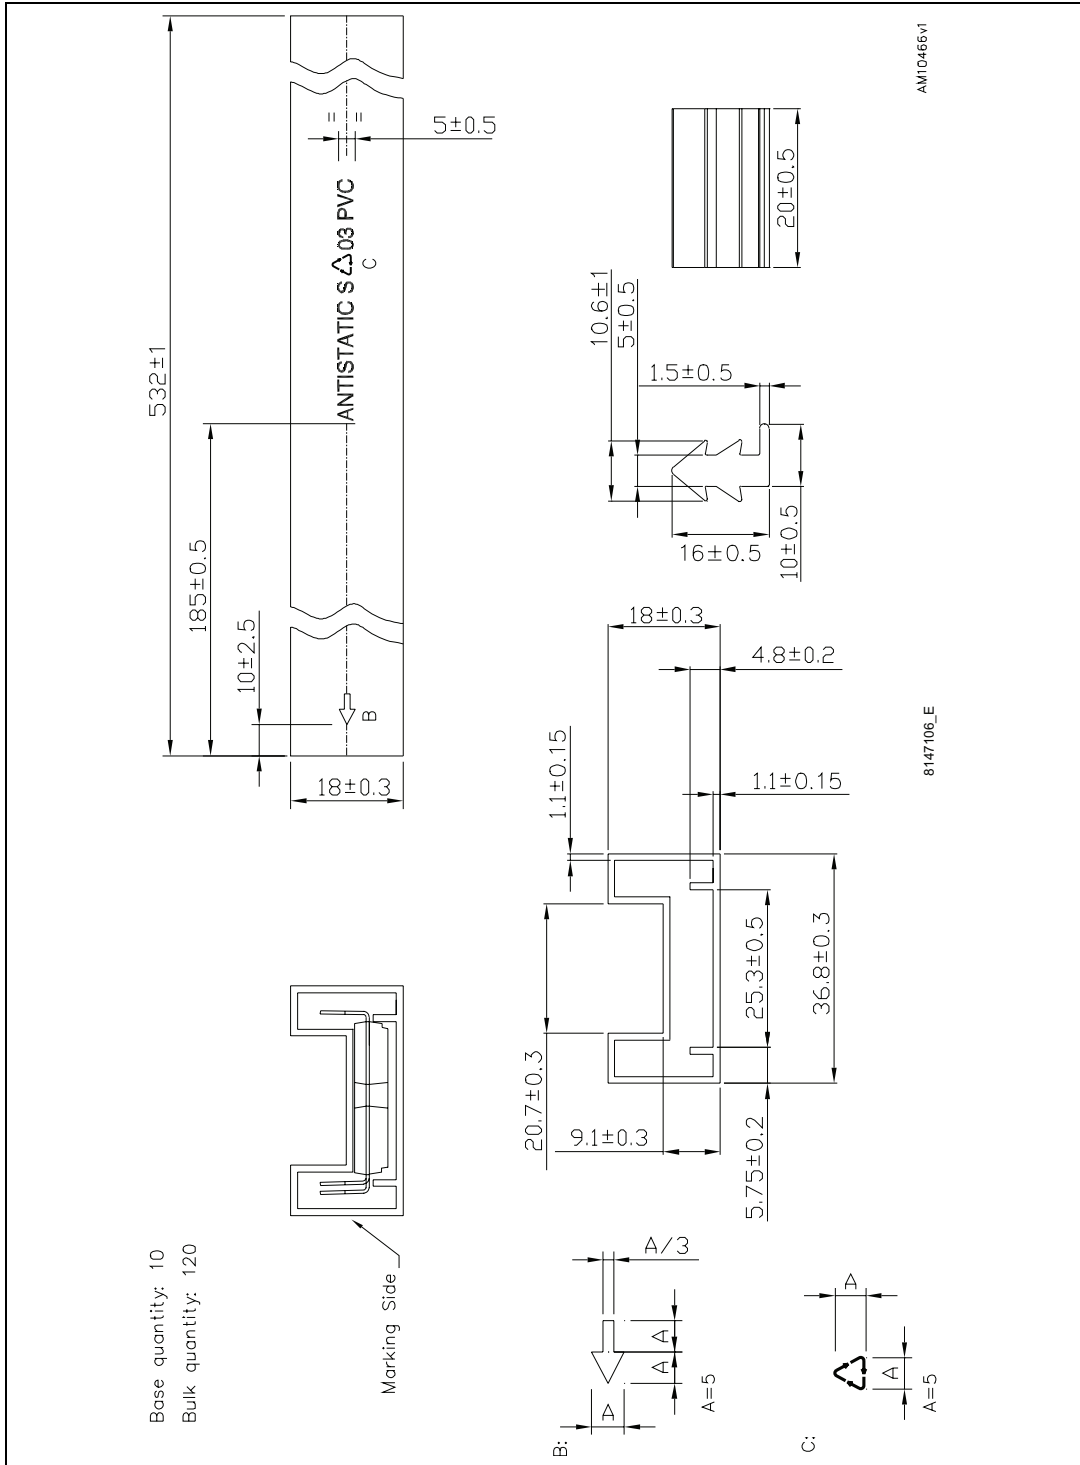 AM10466v1
532±1
185±0.5
10±2.5
18±0.3
B
ANTISTATIC S 03 PVC
C
=
=
5±0.5
20±0.5
10.6±1
5±0.5
1.5±0.5
16±0.5
10±0.5
18±0.3
4.8±0.2
1.1±0.15
1.1±0.15
20.7±0.3
25.3±0.5
36.8±0.3
9.1±0.3
5.75±0.2
8147106_E
Base quantity: 10
Bulk quantity: 120
Marking Side
B:
A/3
A
A
A
A=5
C:
A
A
A=5